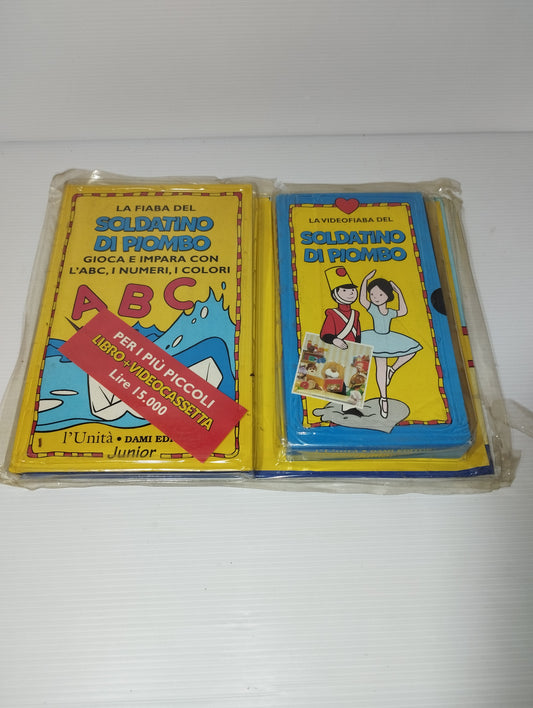 LA FIABA DEL
SOLDATINO
DI PIOMBO
GIOCA E IMPARA CON
L'ABC, I NUMERI, I COLORI
A B C
PER I PIÙ PICCOLI
LIBRO+VIDEOCASSETTA
Lire 15.000
l'Unità • DAMI EDI
Junior
LA VIDEOFIABA DEL
SOLDATINO
DI PIOMBO